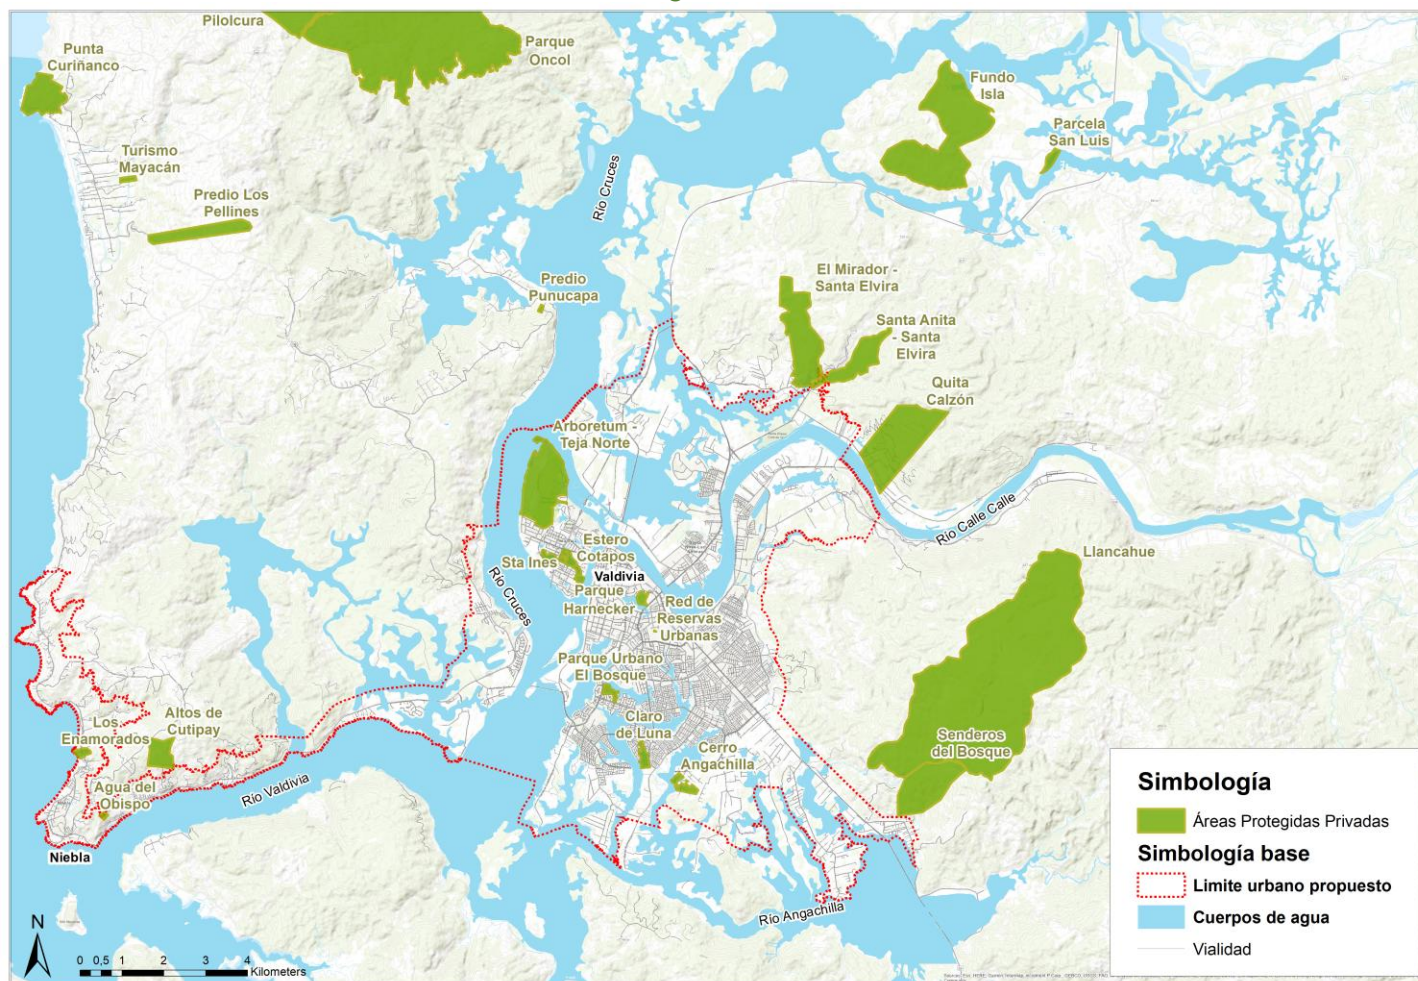 Pilolcura
Parque
Oncol
Punta
Curiñanco
Fundo
Isla
Parcela
San Luis
Turismo
Mayacán
Predio Los
Pellines
Río Cruces
El Mirador -
Santa Elvira
Predio
Punucapa
Santa Anita
- Santa
Elvira
Quita
Calzón
Arboretum -
Teja Norte
Río Calle Calle
Estero
Cotapos
Sta Ines
Valdivia
Llancahue
Río Cruces
Parque
Harnecker
Red de
Reservas
Urbanas
Parque Urbano
El Bosque
Los
Enamorados
Altos de
Cutipay
Claro
de Luna
Cerro
Angachilla
Senderos
del Bosque
Agua del
Obispo
Río Valdivia
Niebla
Río Angachilla
Simbología
Áreas Protegidas Privadas
Simbología base
Limite urbano propuesto
Cuerpos de agua
Vialidad
N
0 0,5 1 2 3 4
Kilometers